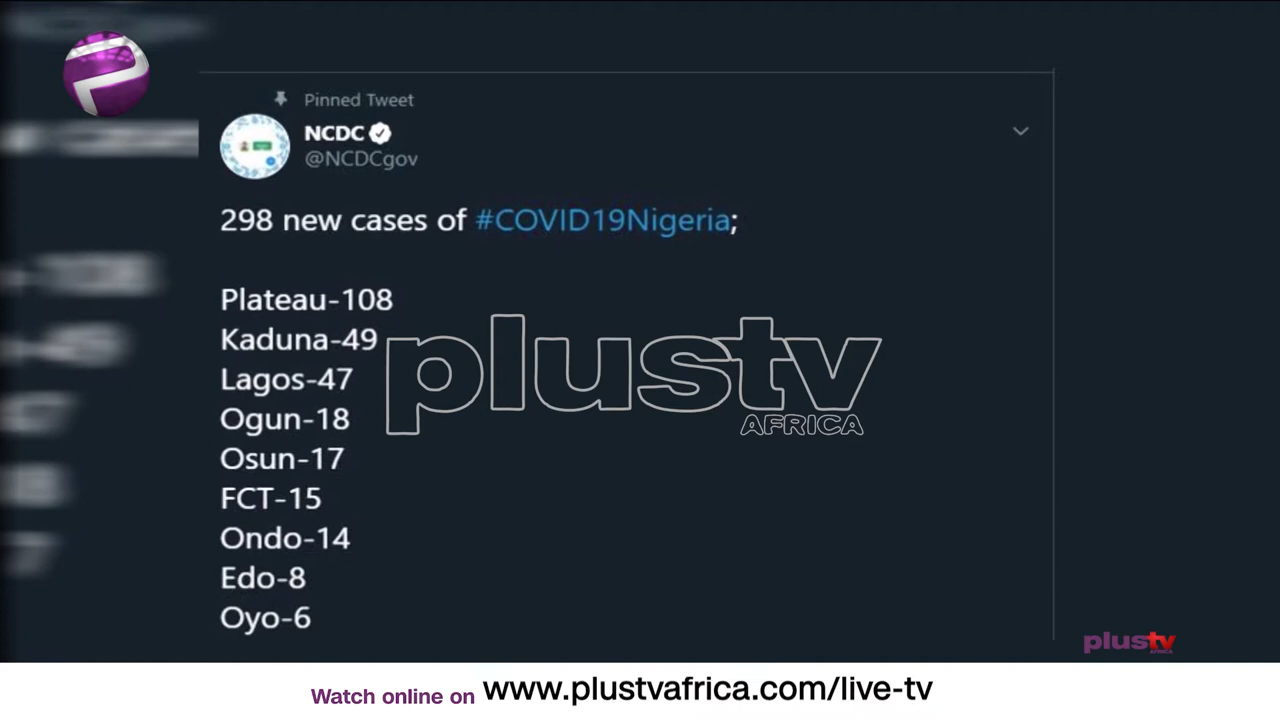 Pinned Tweet
NCDC
@NCDCgov
298 new cases of #COVID19Nigeria;
Plateau-108
Kaduna-49
Lagos-47
Ogun-18
Osun-17
FCT-15
Ondo-14
Edo-8
Oyo-6
plustv
AFRICA
plustv
AFRICA
Watch online on www.plustvafrica.com/live-tv